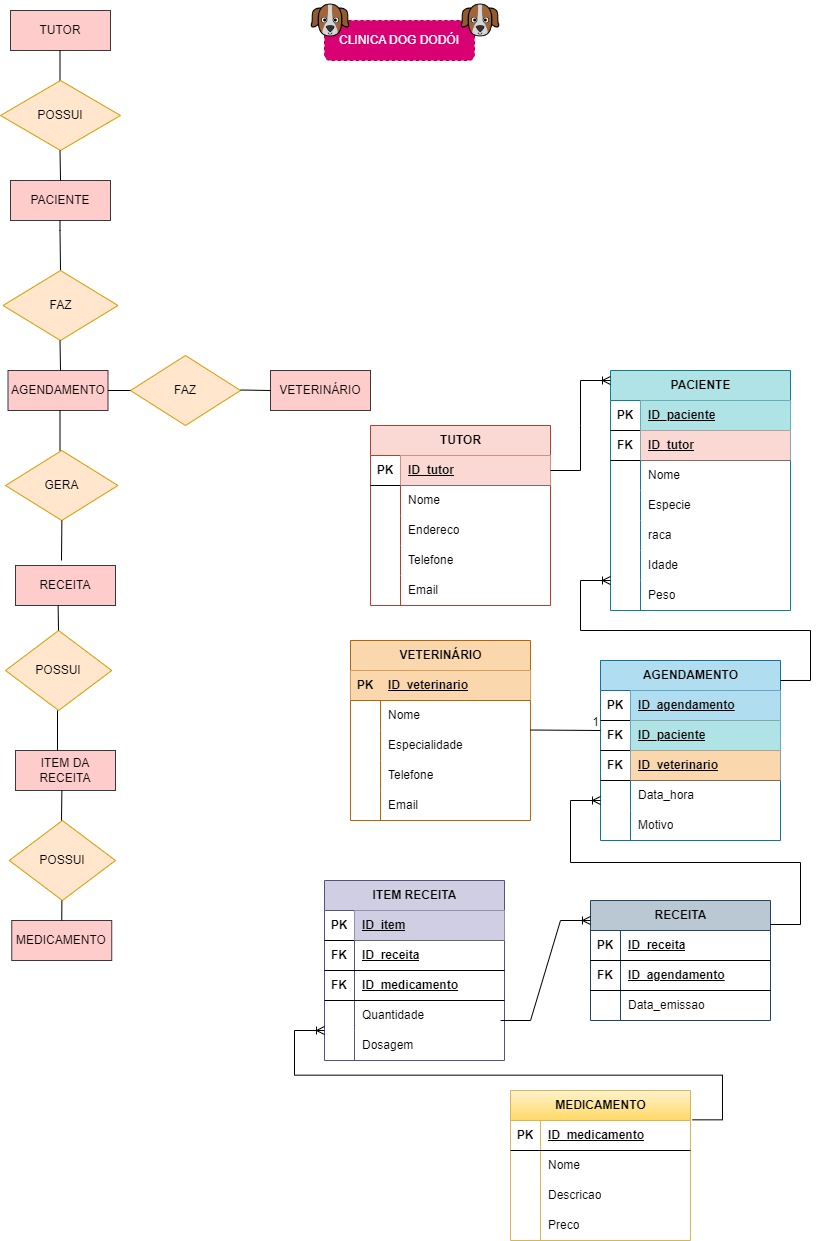 CLINICA DOG DODÓI
TUTOR
POSSUI
PACIENTE
FAZ
AGENDAMENTO
FAZ
VETERINÁRIO
GERA
RECEITA
POSSUI
ITEM DA
RECEITA
POSSUI
MEDICAMENTO
PACIENTE
PK ID_paciente
FK ID_tutor
Nome
Especie
raca
Idade
Peso
TUTOR
PK ID_tutor
Nome
Endereco
Telefone
Email
VETERINÁRIO
PK ID_veterinario
Nome
Especialidade
Telefone
Email
1
AGENDAMENTO
PK ID_agendamento
FK ID_paciente
FK ID_veterinario
Data_hora
Motivo
ITEM RECEITA
PK ID_item
FK ID_receita
FK ID_medicamento
Quantidade
Dosagem
RECEITA
PK ID_receita
FK ID_agendamento
Data_emissao
MEDICAMENTO
PK ID_medicamento
Nome
Descricao
Preco